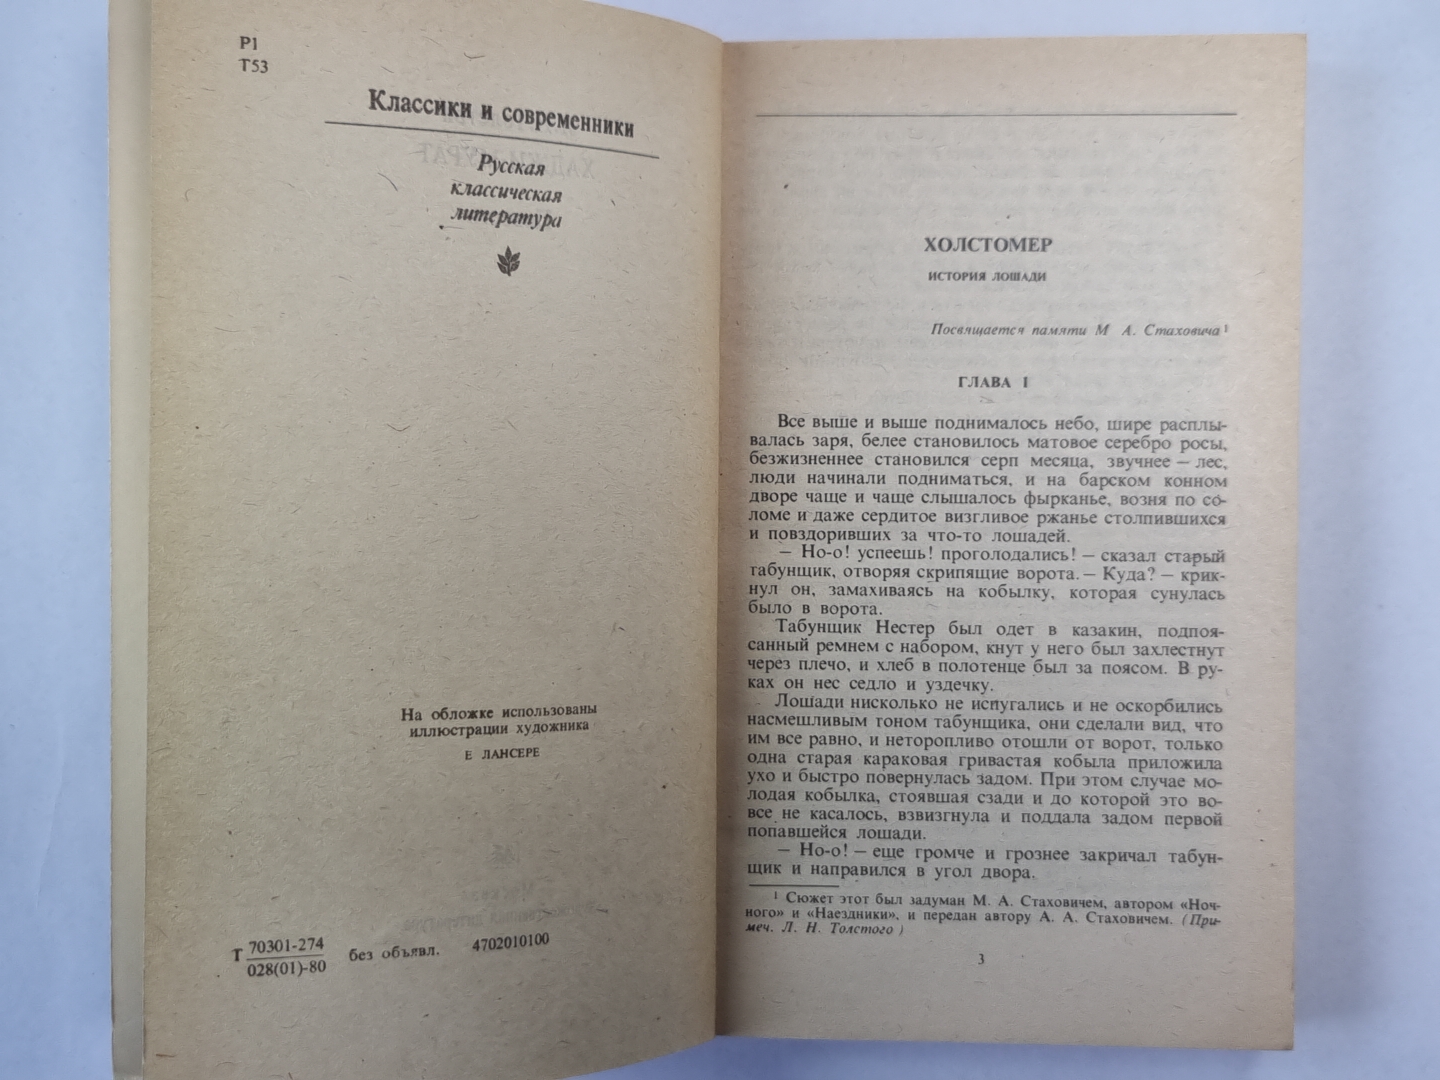 Р1
Т53
Классики и современники
Русская
классическая
литература
На обложке использованы
иллюстрации художника
Е ЛАНСЕРЕ
Т 70301-274
028(01)-80
без объявл.
4702010100
ХОЛСТОМЕР
ИСТОРИЯ ЛОШАДИ
Посвящается памяти М А. Стаховича 1
ГЛАВА I
Все выше и выше поднималось небо, шире расплы-
валась заря, белее становилось матовое серебро росы,
безжизненнее становился серп месяца, звучнее — лес,
люди начинали подниматься, и на барском конном
дворе чаще и чаще слышалось фырканье, возня по со-
ломе и даже сердитое визгливое ржанье столпившихся
и повздоривших за что-то лошадей.
— Но-о! успеешь! проголодались! — сказал старый
табунщик, отворяя скрипящие ворота. — Куда? — крик-
нул он, замахиваясь на кобылку, которая сунулась
было в ворота.
Табунщик Нестер был одет в казакин, подпоя-
санный ремнем с набором, кнут у него был захлестнут
через плечо, и хлеб в полотенце был за поясом. В ру-
ках он нес седло и уздечку.
Лошади нисколько не испугались и не оскорбились
насмешливым тоном табунщика, они сделали вид, что
им все равно, и неторопливо отошли от ворот, только
одна старая караковая гривастая кобыла приложила
ухо и быстро повернулась задом. При этом случае мо-
лодая кобылка, стоявшая сзади и до которой это во-
все не касалось, взвизгнула и поддала задом первой
попавшейся лошади.
— Но-о! — еще громче и грознее закричал табун-
щик и направился в угол двора.
1 Сюжет этот был задуман М. А. Стаховичем, автором «Ноч-
ного» и «Наездники», и передан автору А. А. Стаховичем. (При-
меч. Л. Н. Толстого)
3